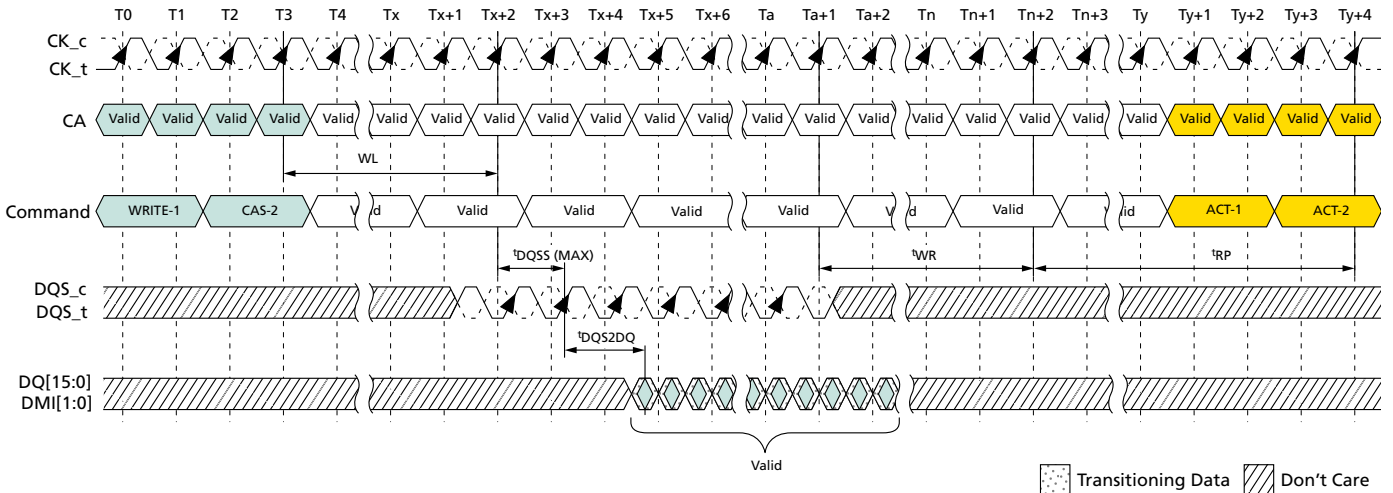 T0 T1 T2 T3 T4 Tx Tx+1 Tx+2 Tx+3 Tx+4 Tx+5 Tx+6 Ta Ta+1 Ta+2 Tn Tn+1 Tn+2 Tn+3 Ty Ty+1 Ty+2 Ty+3 Ty+4
CK_c
CK_t
CA Valid Valid Valid Valid Valid Valid Valid Valid Valid Valid Valid Valid Valid Valid Valid Valid Valid Valid Valid Valid Valid Valid Valid Valid
WL
Command WRITE-1 CAS-2 V id Valid Valid Valid Valid V id Valid V lid ACT-1 ACT-2
tDQSS (MAX) tWR tRP
DQS_c
DQS_t
tDQS2DQ
DQ[15:0]
DMI[1:0]
Valid
Transitioning Data Don't Care